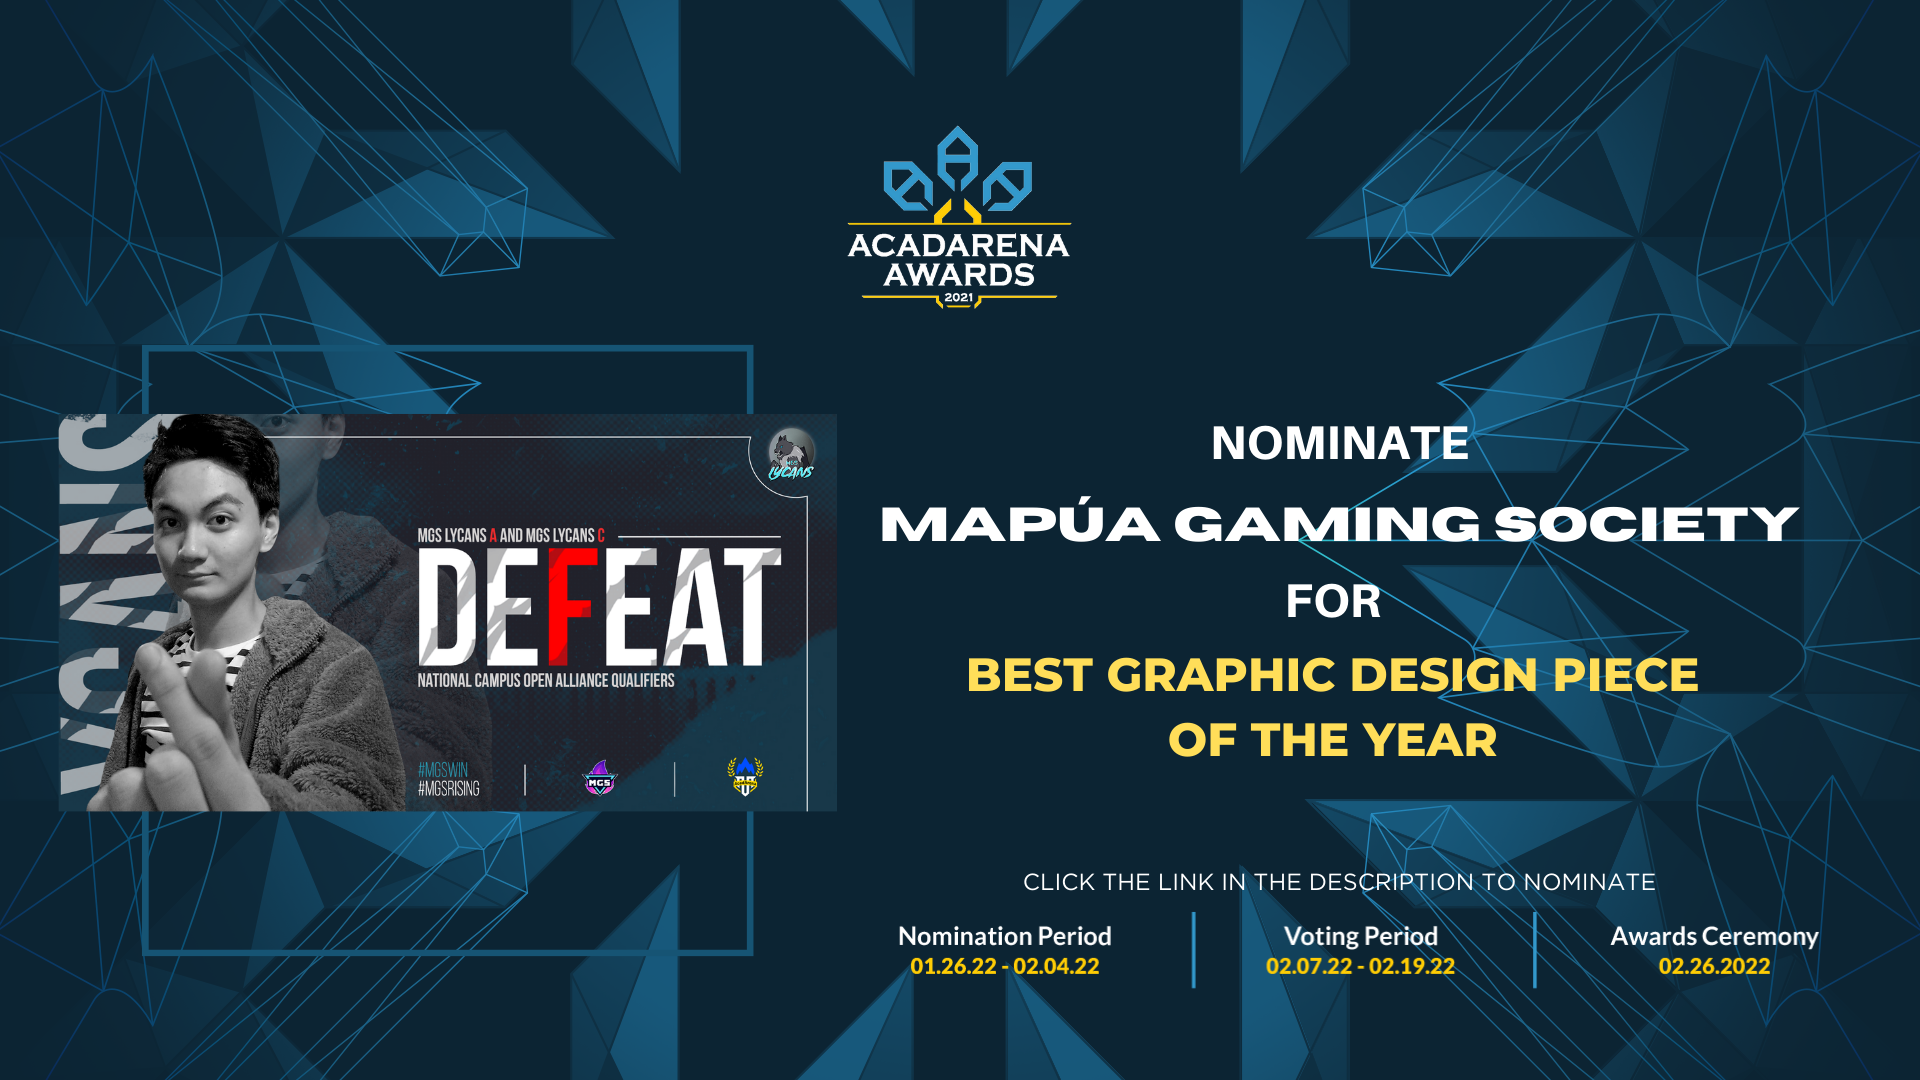 ACADARENA
AWARDS
2021
LYCANS
LYCANS
MGS LYCANS A AND MGS LYCANS C
DEFEAT
NATIONAL CAMPUS OPEN ALLIANCE QUALIFIERS
#MGSWIN
#MGSRISING
MGS
NOMINATE
MAPÚA GAMING SOCIETY
FOR
BEST GRAPHIC DESIGN PIECE
OF THE YEAR
CLICK THE LINK IN THE DESCRIPTION TO NOMINATE
Nomination Period
01.26.22 - 02.04.22
Voting Period
02.07.22 - 02.19.22
Awards Ceremony
02.26.2022